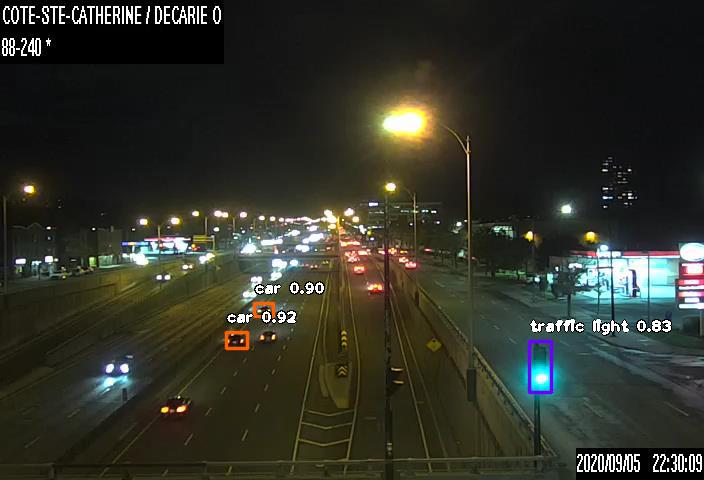 COTE-STE-CATHERINE / DECARIE O
88-240 *
car 0.90
car 0.92
traffic light 0.83
2020/09/05 22:30:09